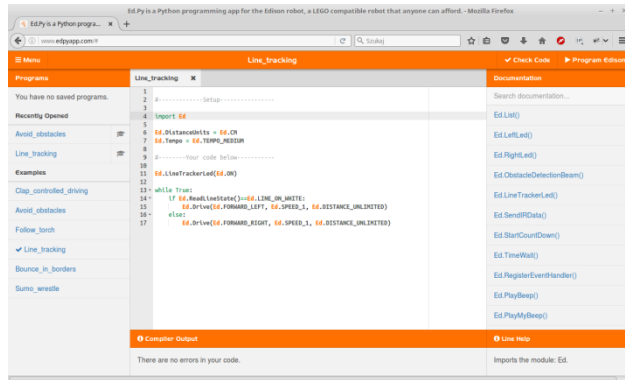 Ed.Py is a Python programming app for the Edison robot, a LEGO compatible robot that anyone can afford. - Mozilla Firefox
Ed.Py is a Python progra...
www.edpyapp.com/#
Szukaj
Menu
Line_tracking
Check Code
Program Edison
Programs
You have no saved programs.
Recently Opened
Avoid_obstacles
Line_tracking
Examples
Clap_controlled_driving
Avoid_obstacles
Follow_torch
Line_tracking
Bounce_in_borders
Sumo_wrestle
Line_tracking
1
2 #-------------Setup----------------
3
4 import Ed
5
6 Ed.DistanceUnits = Ed.CM
7 Ed.Tempo = Ed.TEMPO_MEDIUM
8
9 #--------Your code below-----------
10
11 Ed.LineTrackerLed(Ed.ON)
12
13 while True:
14 if Ed.ReadLineState()==Ed.LINE_ON_WHITE:
15 Ed.Drive(Ed.FORWARD_LEFT, Ed.SPEED_1, Ed.DISTANCE_UNLIMITED)
16 else:
17 Ed.Drive(Ed.FORWARD_RIGHT, Ed.SPEED_1, Ed.DISTANCE_UNLIMITED)
Compiler Output
There are no errors in your code.
Documentation
Search documentation...
Ed.List()
Ed.LeftLed()
Ed.RightLed()
Ed.ObstacleDetectionBeam()
Ed.LineTrackerLed()
Ed.SendIRData()
Ed.StartCountDown()
Ed.TimeWait()
Ed.RegisterEventHandler()
Ed.PlayBeep()
Ed.PlayMyBeep()
Line Help
Imports the module: Ed.